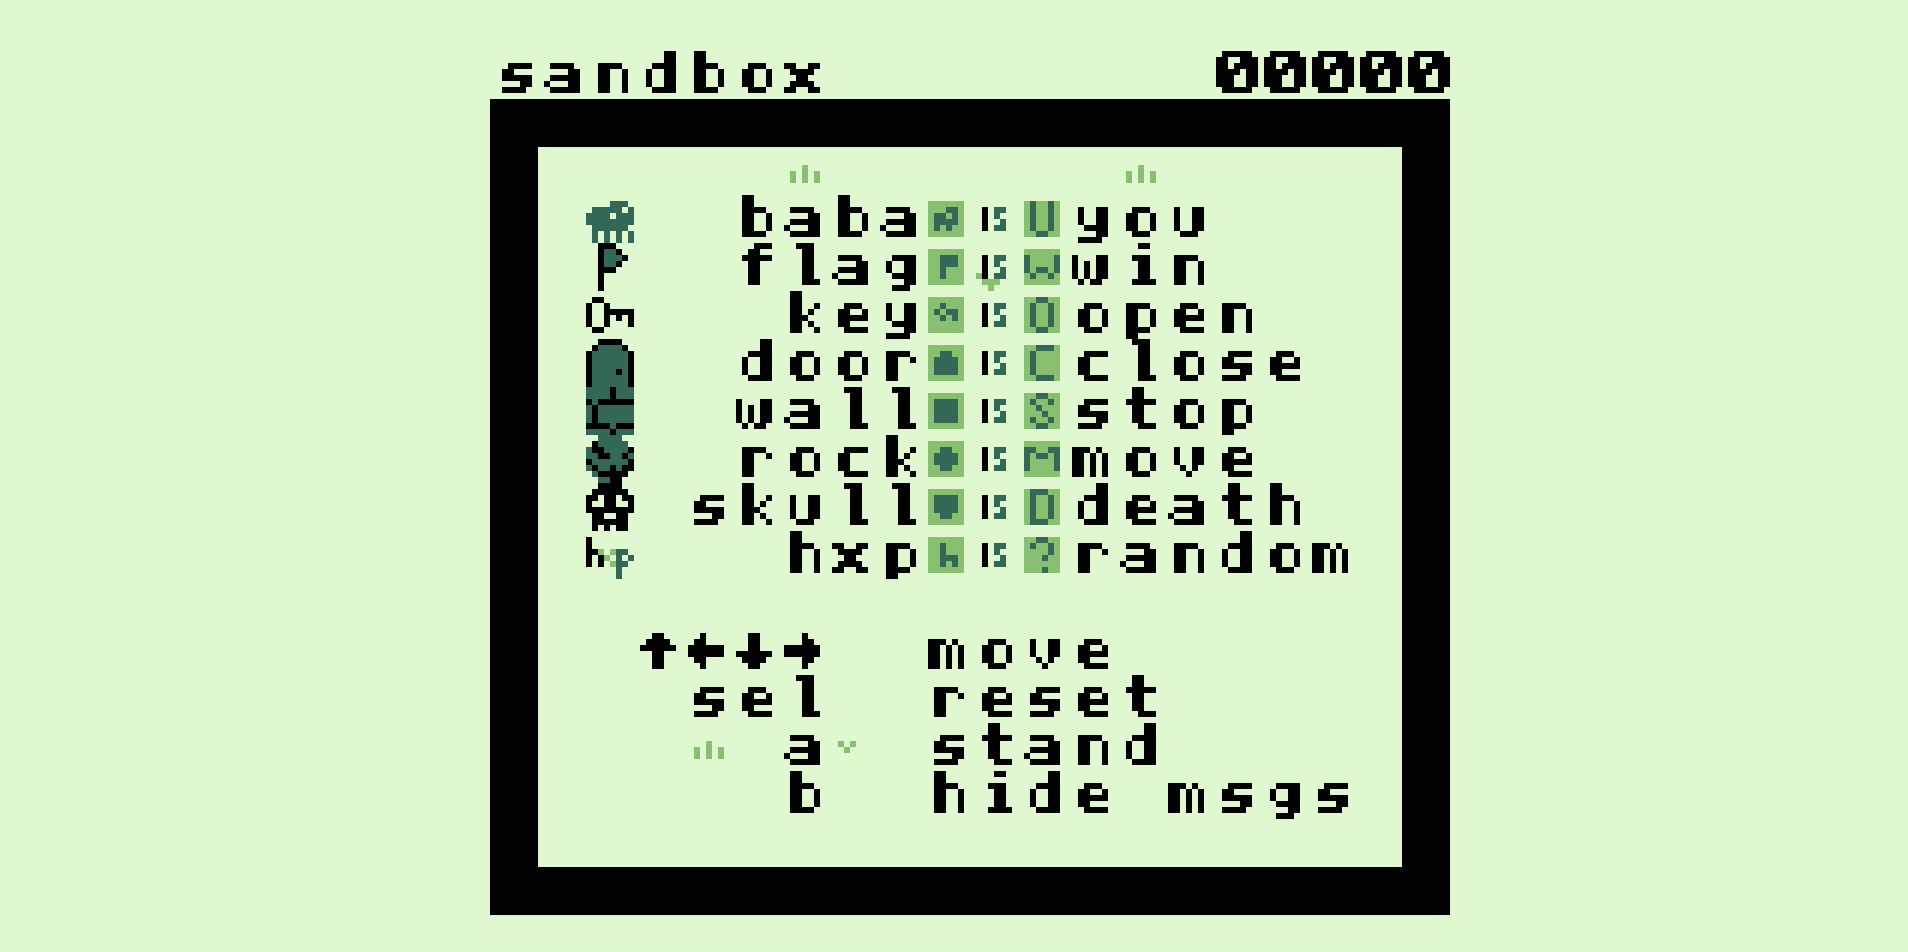 sandbox 00000
baba IS U you
flag IS W win
key IS O open
door IS C close
wall IS S stop
rock IS M move
skull IS D death
hxp hxp IS ? random
↑←↓→ move
sel reset
a stand
b hide msgs